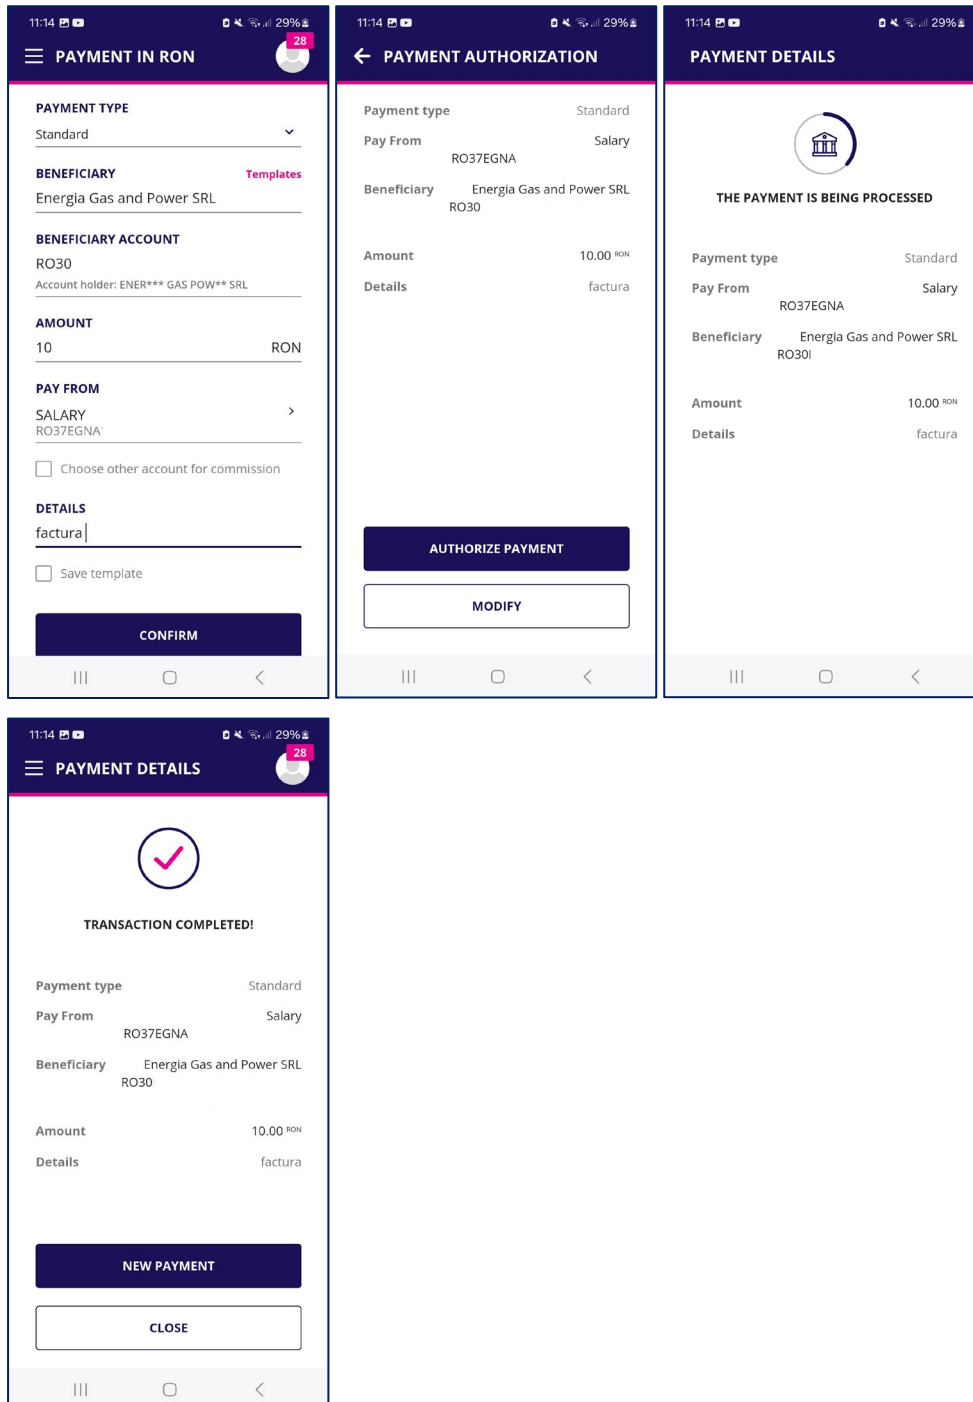 11:14 29%
28
PAYMENT IN RON
PAYMENT TYPE
Standard
BENEFICIARY Templates
Energia Gas and Power SRL
BENEFICIARY ACCOUNT
RO30
Account holder: ENER*** GAS POW** SRL
AMOUNT
10 RON
PAY FROM
SALARY
RO37EGNA
Choose other account for commission
DETAILS
factura
Save template
CONFIRM
11:14 29%
PAYMENT AUTHORIZATION
Payment type Standard
Pay From Salary
RO37EGNA
Beneficiary Energia Gas and Power SRL
RO30
Amount 10.00 RON
Details factura
AUTHORIZE PAYMENT
MODIFY
11:14 29%
PAYMENT DETAILS
THE PAYMENT IS BEING PROCESSED
Payment type Standard
Pay From Salary
RO37EGNA
Beneficiary Energia Gas and Power SRL
RO30
Amount 10.00 RON
Details factura
11:14 29%
28
PAYMENT DETAILS
TRANSACTION COMPLETED!
Payment type Standard
Pay From Salary
RO37EGNA
Beneficiary Energia Gas and Power SRL
RO30
Amount 10.00 RON
Details factura
NEW PAYMENT
CLOSE